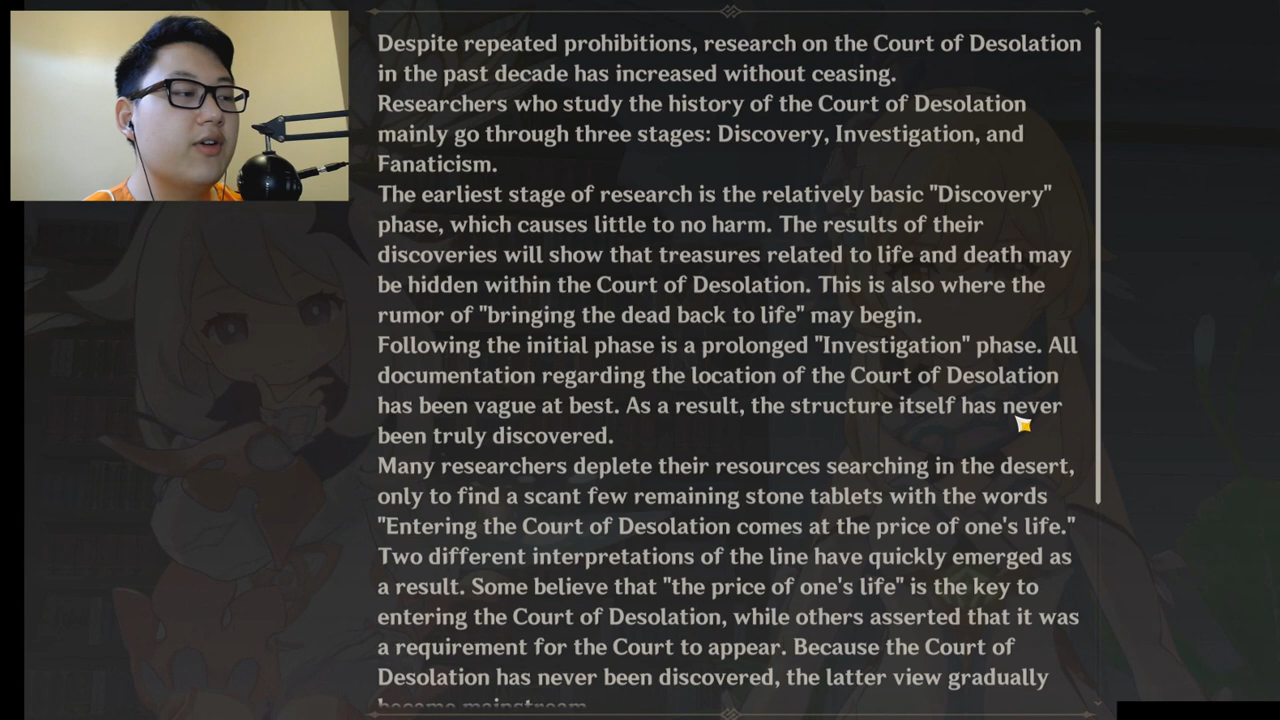 Despite repeated prohibitions, research on the Court of Desolation
in the past decade has increased without ceasing.
Researchers who study the history of the Court of Desolation
mainly go through three stages: Discovery, Investigation, and
Fanaticism.
The earliest stage of research is the relatively basic "Discovery"
phase, which causes little to no harm. The results of their
discoveries will show that treasures related to life and death may
be hidden within the Court of Desolation. This is also where the
rumor of "bringing the dead back to life" may begin.
Following the initial phase is a prolonged "Investigation" phase. All
documentation regarding the location of the Court of Desolation
has been vague at best. As a result, the structure itself has never
been truly discovered.
Many researchers deplete their resources searching in the desert,
only to find a scant few remaining stone tablets with the words
"Entering the Court of Desolation comes at the price of one's life."
Two different interpretations of the line have quickly emerged as
a result. Some believe that "the price of one's life" is the key to
entering the Court of Desolation, while others asserted that it was
a requirement for the Court to appear. Because the Court of
Desolation has never been discovered, the latter view gradually
became mainstream.